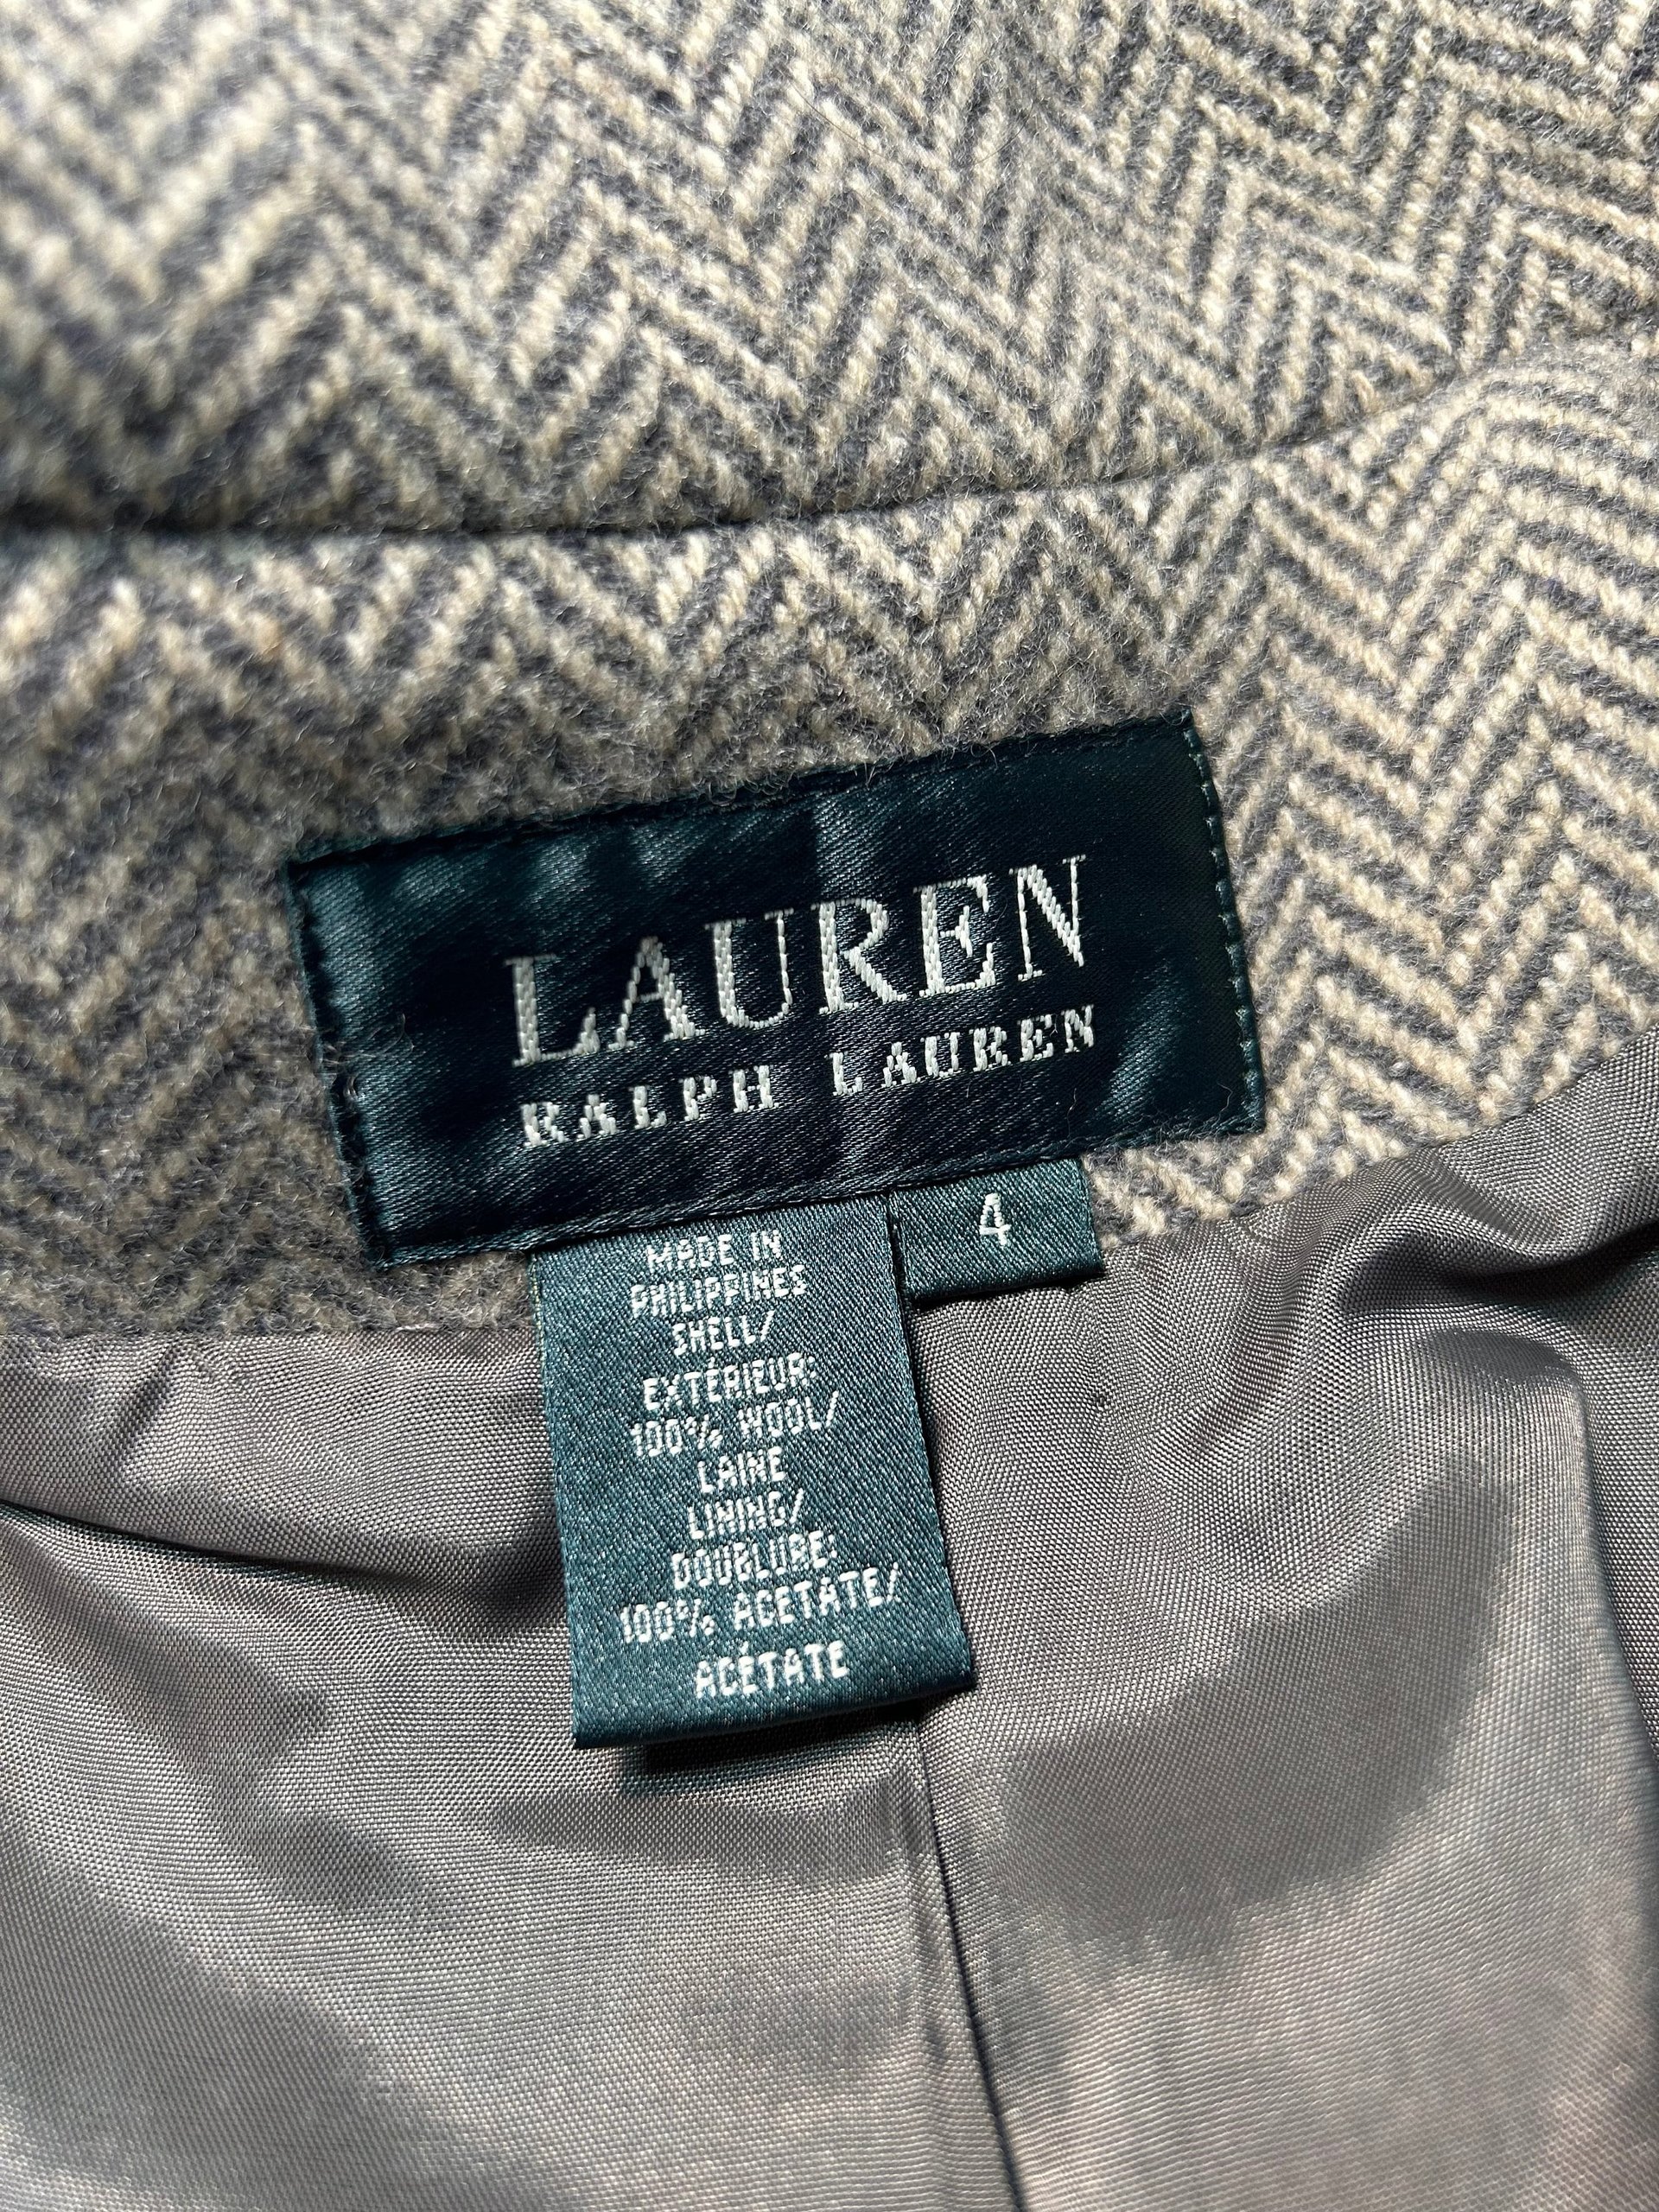 LAUREN
RALPH LAUREN
4
MADE IN
PHILIPPINES
SHELL/
EXTÉRIEUR:
100% WOOL/
LAINE
LINING/
DOUBLURE:
100% ACETATE/
ACÉTATE